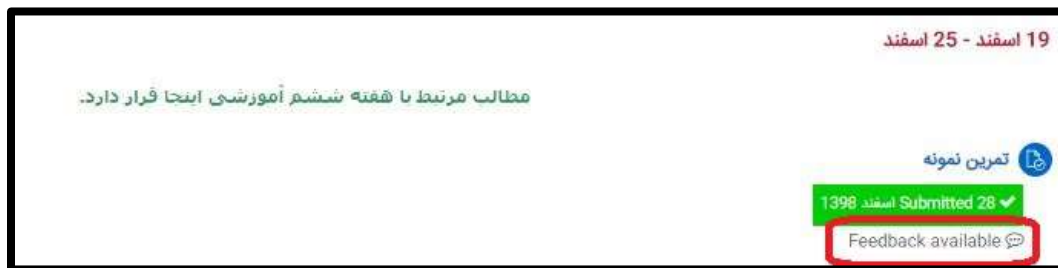 19 اسفند - 25 اسفند
مطالب مرتبط با هفته ششم آموزشی اینجا قرار دارد.
تمرین نمونه
Submitted 28 اسفند 1398
Feedback available